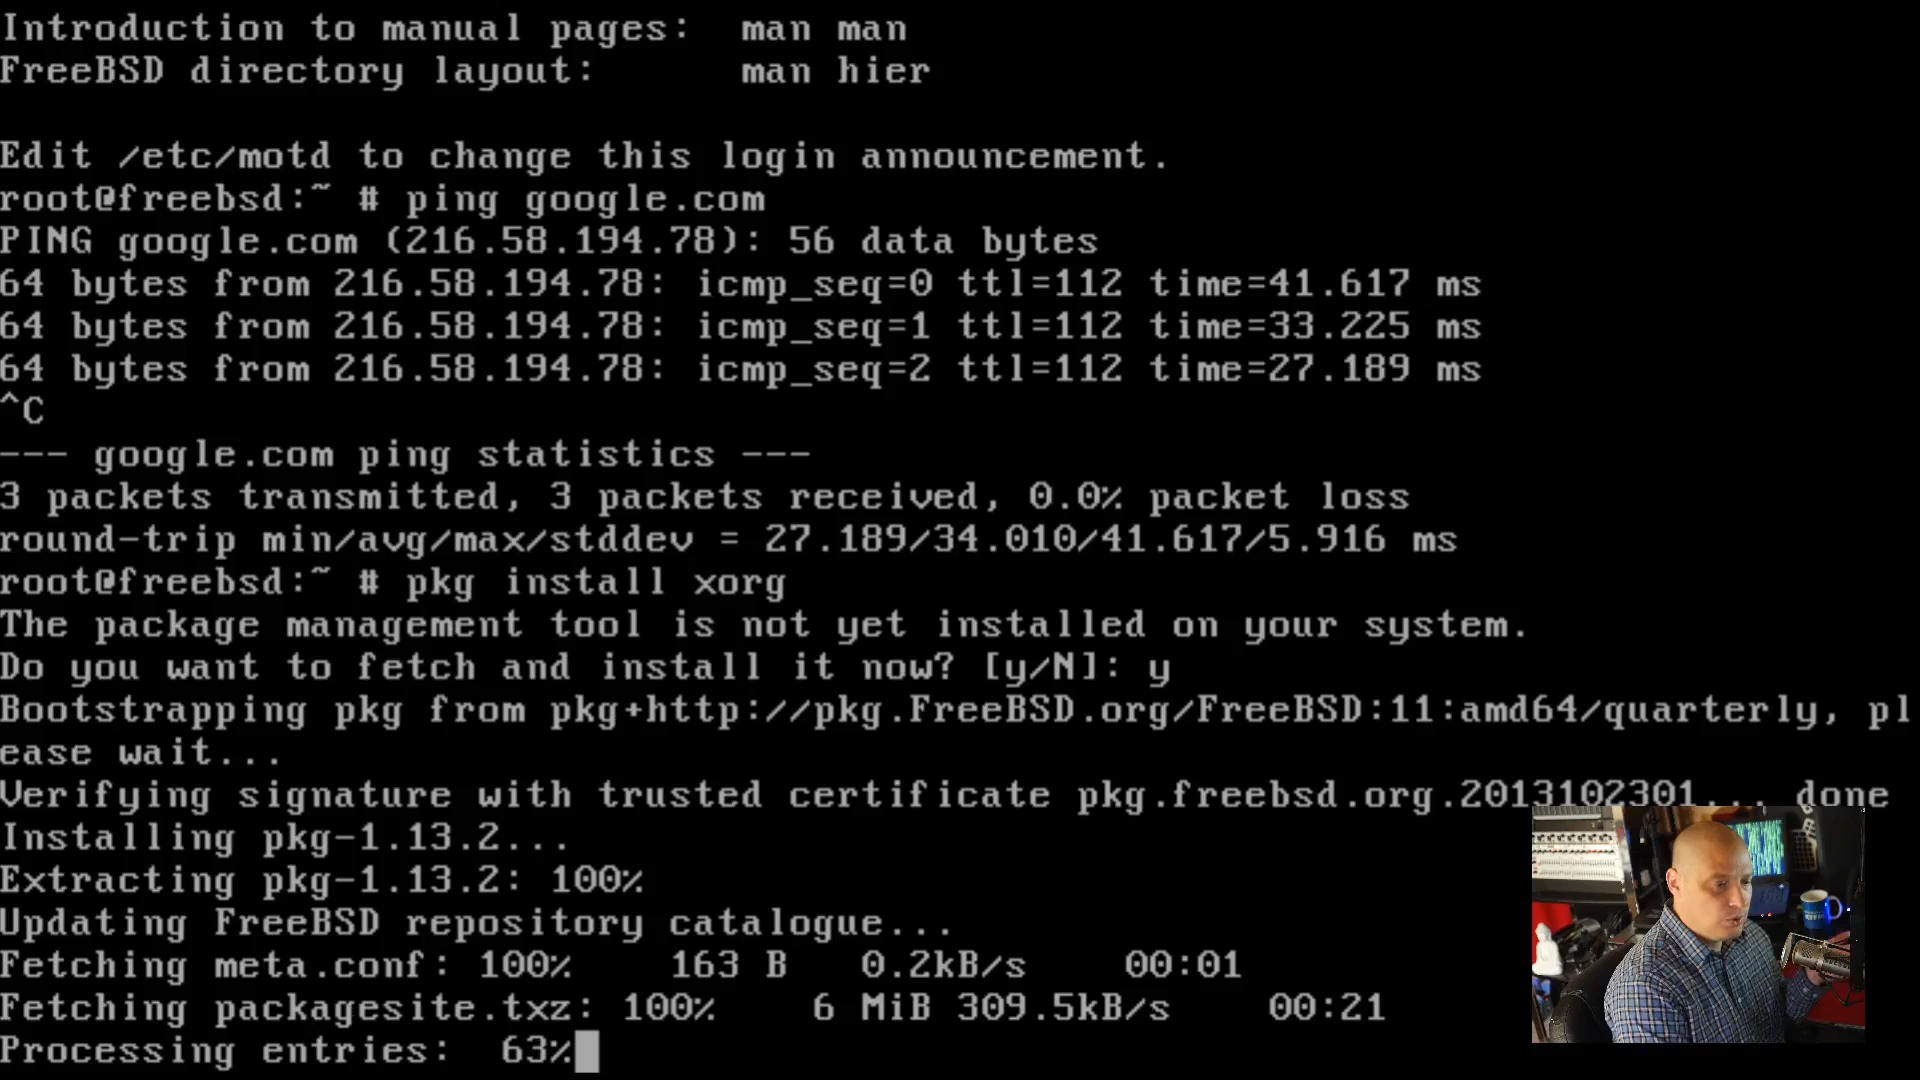 Introduction to manual pages:  man man
FreeBSD directory layout:      man hier
Edit /etc/motd to change this login announcement.
root@freebsd:~ # ping google.com
PING google.com (216.58.194.78): 56 data bytes
64 bytes from 216.58.194.78: icmp_seq=0 ttl=112 time=41.617 ms
64 bytes from 216.58.194.78: icmp_seq=1 ttl=112 time=33.225 ms
64 bytes from 216.58.194.78: icmp_seq=2 ttl=112 time=27.189 ms
^C
--- google.com ping statistics ---
3 packets transmitted, 3 packets received, 0.0% packet loss
round-trip min/avg/max/stddev = 27.189/34.010/41.617/5.916 ms
root@freebsd:~ # pkg install xorg
The package management tool is not yet installed on your system.
Do you want to fetch and install it now? [y/N]: y
Bootstrapping pkg from pkg+http://pkg.FreeBSD.org/FreeBSD:11:amd64/quarterly, pl
ease wait...
Verifying signature with trusted certificate pkg.freebsd.org.2013102301... done
Installing pkg-1.13.2...
Extracting pkg-1.13.2: 100%
Updating FreeBSD repository catalogue...
Fetching meta.conf: 100%    163 B   0.2kB/s    00:01
Fetching packagesite.txz: 100%    6 MiB 309.5kB/s    00:21
Processing entries:  63%